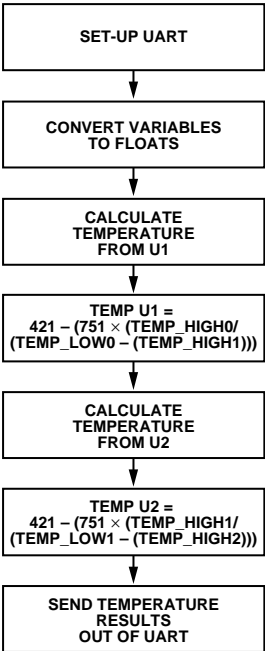 SET-UP UART
CONVERT VARIABLES
TO FLOATS
CALCULATE
TEMPERATURE
FROM U1
TEMP U1 =
421 – (751 × (TEMP_HIGH0/
(TEMP_LOW0 – (TEMP_HIGH1)))
CALCULATE
TEMPERATURE
FROM U2
TEMP U2 =
421 – (751 × (TEMP_HIGH1/
(TEMP_LOW1 – (TEMP_HIGH2)))
SEND TEMPERATURE
RESULTS
OUT OF UART